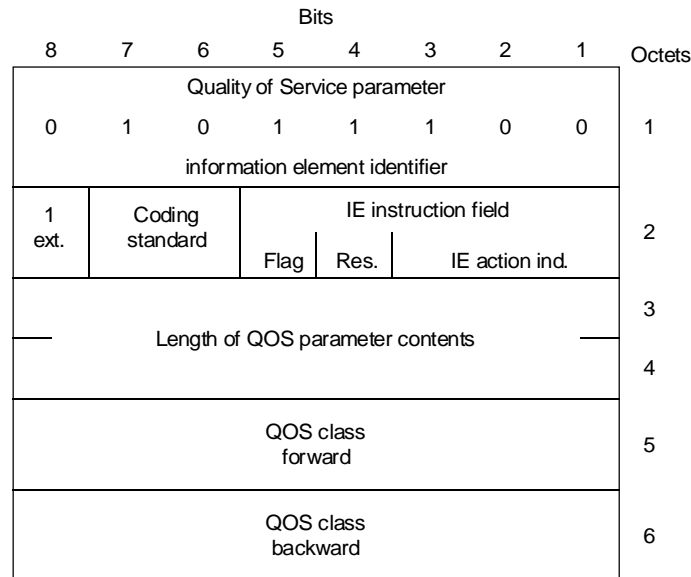 Bits
8 7 6 5 4 3 2 1 Octets
Quality of Service parameter
0 1 0 1 1 1 0 0 1
information element identifier
1 ext. Coding standard IE instruction field 2
Flag Res. IE action ind.
3
Length of QOS parameter contents
4
QOS class
forward 5
QOS class
backward 6